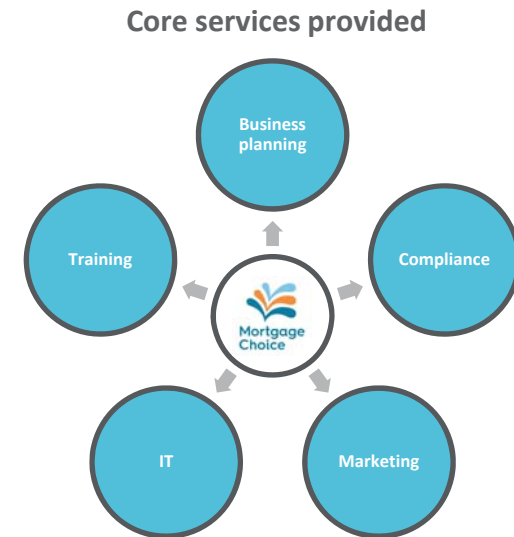 Core services provided
Business
planning
Training
Compliance
Mortgage
Choice
IT
Marketing